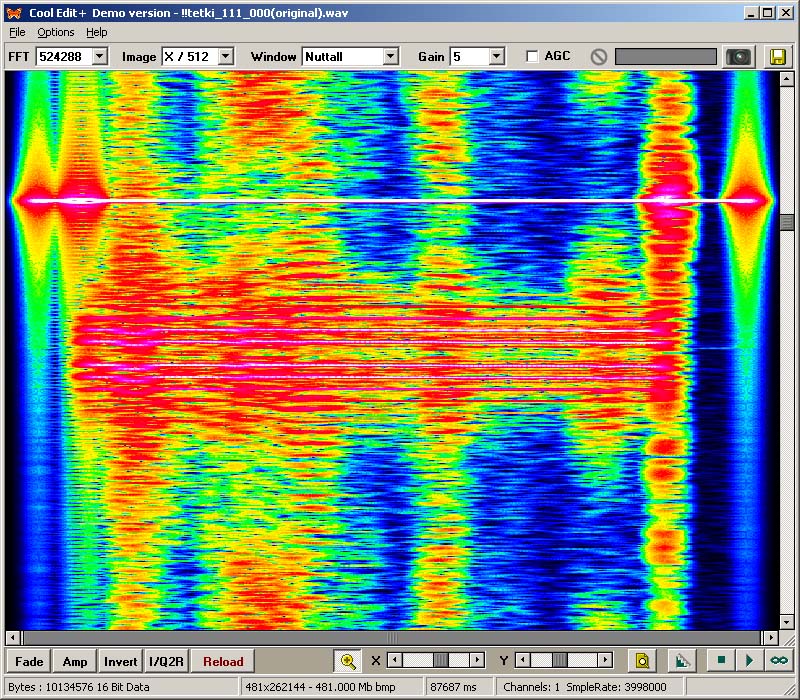 Cool Edit+ Demo version - !!tetki_111_000(original).wav
File Options Help
FFT 524288 Image X / 512 Window Nuttall Gain 5 AGC
Fade Amp Invert I/Q2R Reload X Y
Bytes : 10134576 16 Bit Data 481x262144 - 481.000 Mb bmp 87687 ms Channels: 1 SmpleRate: 3998000